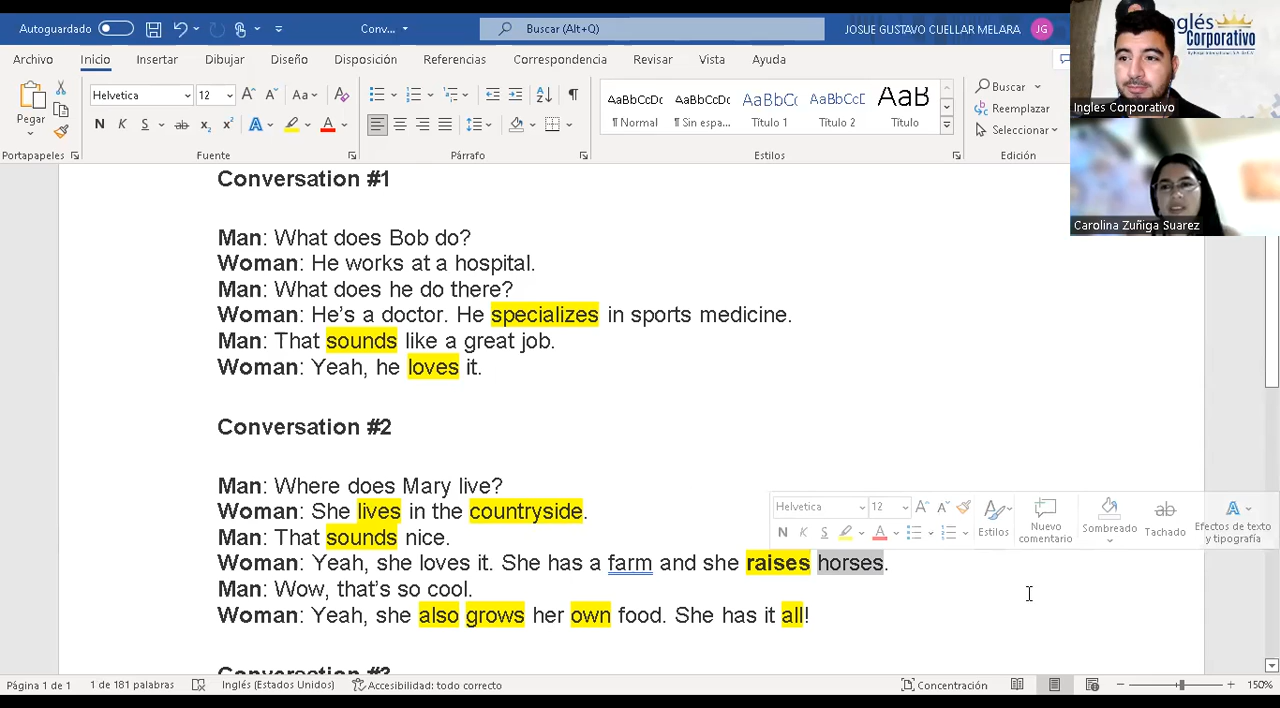 Autoguardado
Conv...
Buscar (Alt+Q)
JOSUE GUSTAVO CUELLAR MELARA
JG
Archivo
Inicio
Insertar
Dibujar
Diseño
Disposición
Referencias
Correspondencia
Revisar
Vista
Ayuda
Pegar
Helvetica
12
Aa
N K S ab x₂ x² A A
AaBbCcDc
¶ Normal
AaBbCcDc
¶ Sin espa...
AaBbCc
Título 1
AaBbCcD
Título 2
AaB
Título
Buscar
Reemplazar
Seleccionar
Portapapeles
Fuente
Párrafo
Estilos
Edición
Inglés
Corporativo
Ingles Corporativo
Carolina Zuñiga Suarez
Conversation #1
Man: What does Bob do?
Woman: He works at a hospital.
Man: What does he do there?
Woman: He’s a doctor. He specializes in sports medicine.
Man: That sounds like a great job.
Woman: Yeah, he loves it.
Conversation #2
Man: Where does Mary live?
Woman: She lives in the countryside.
Man: That sounds nice.
Woman: Yeah, she loves it. She has a farm and she raises horses.
Man: Wow, that’s so cool.
Woman: Yeah, she also grows her own food. She has it all!
Conversation #3
Helvetica
12
N K S
Estilos
Nuevo comentario
Sombreado
Tachado
Efectos de texto y tipografía
Página 1 de 1
1 de 181 palabras
Inglés (Estados Unidos)
Accesibilidad: todo correcto
Concentración
150%